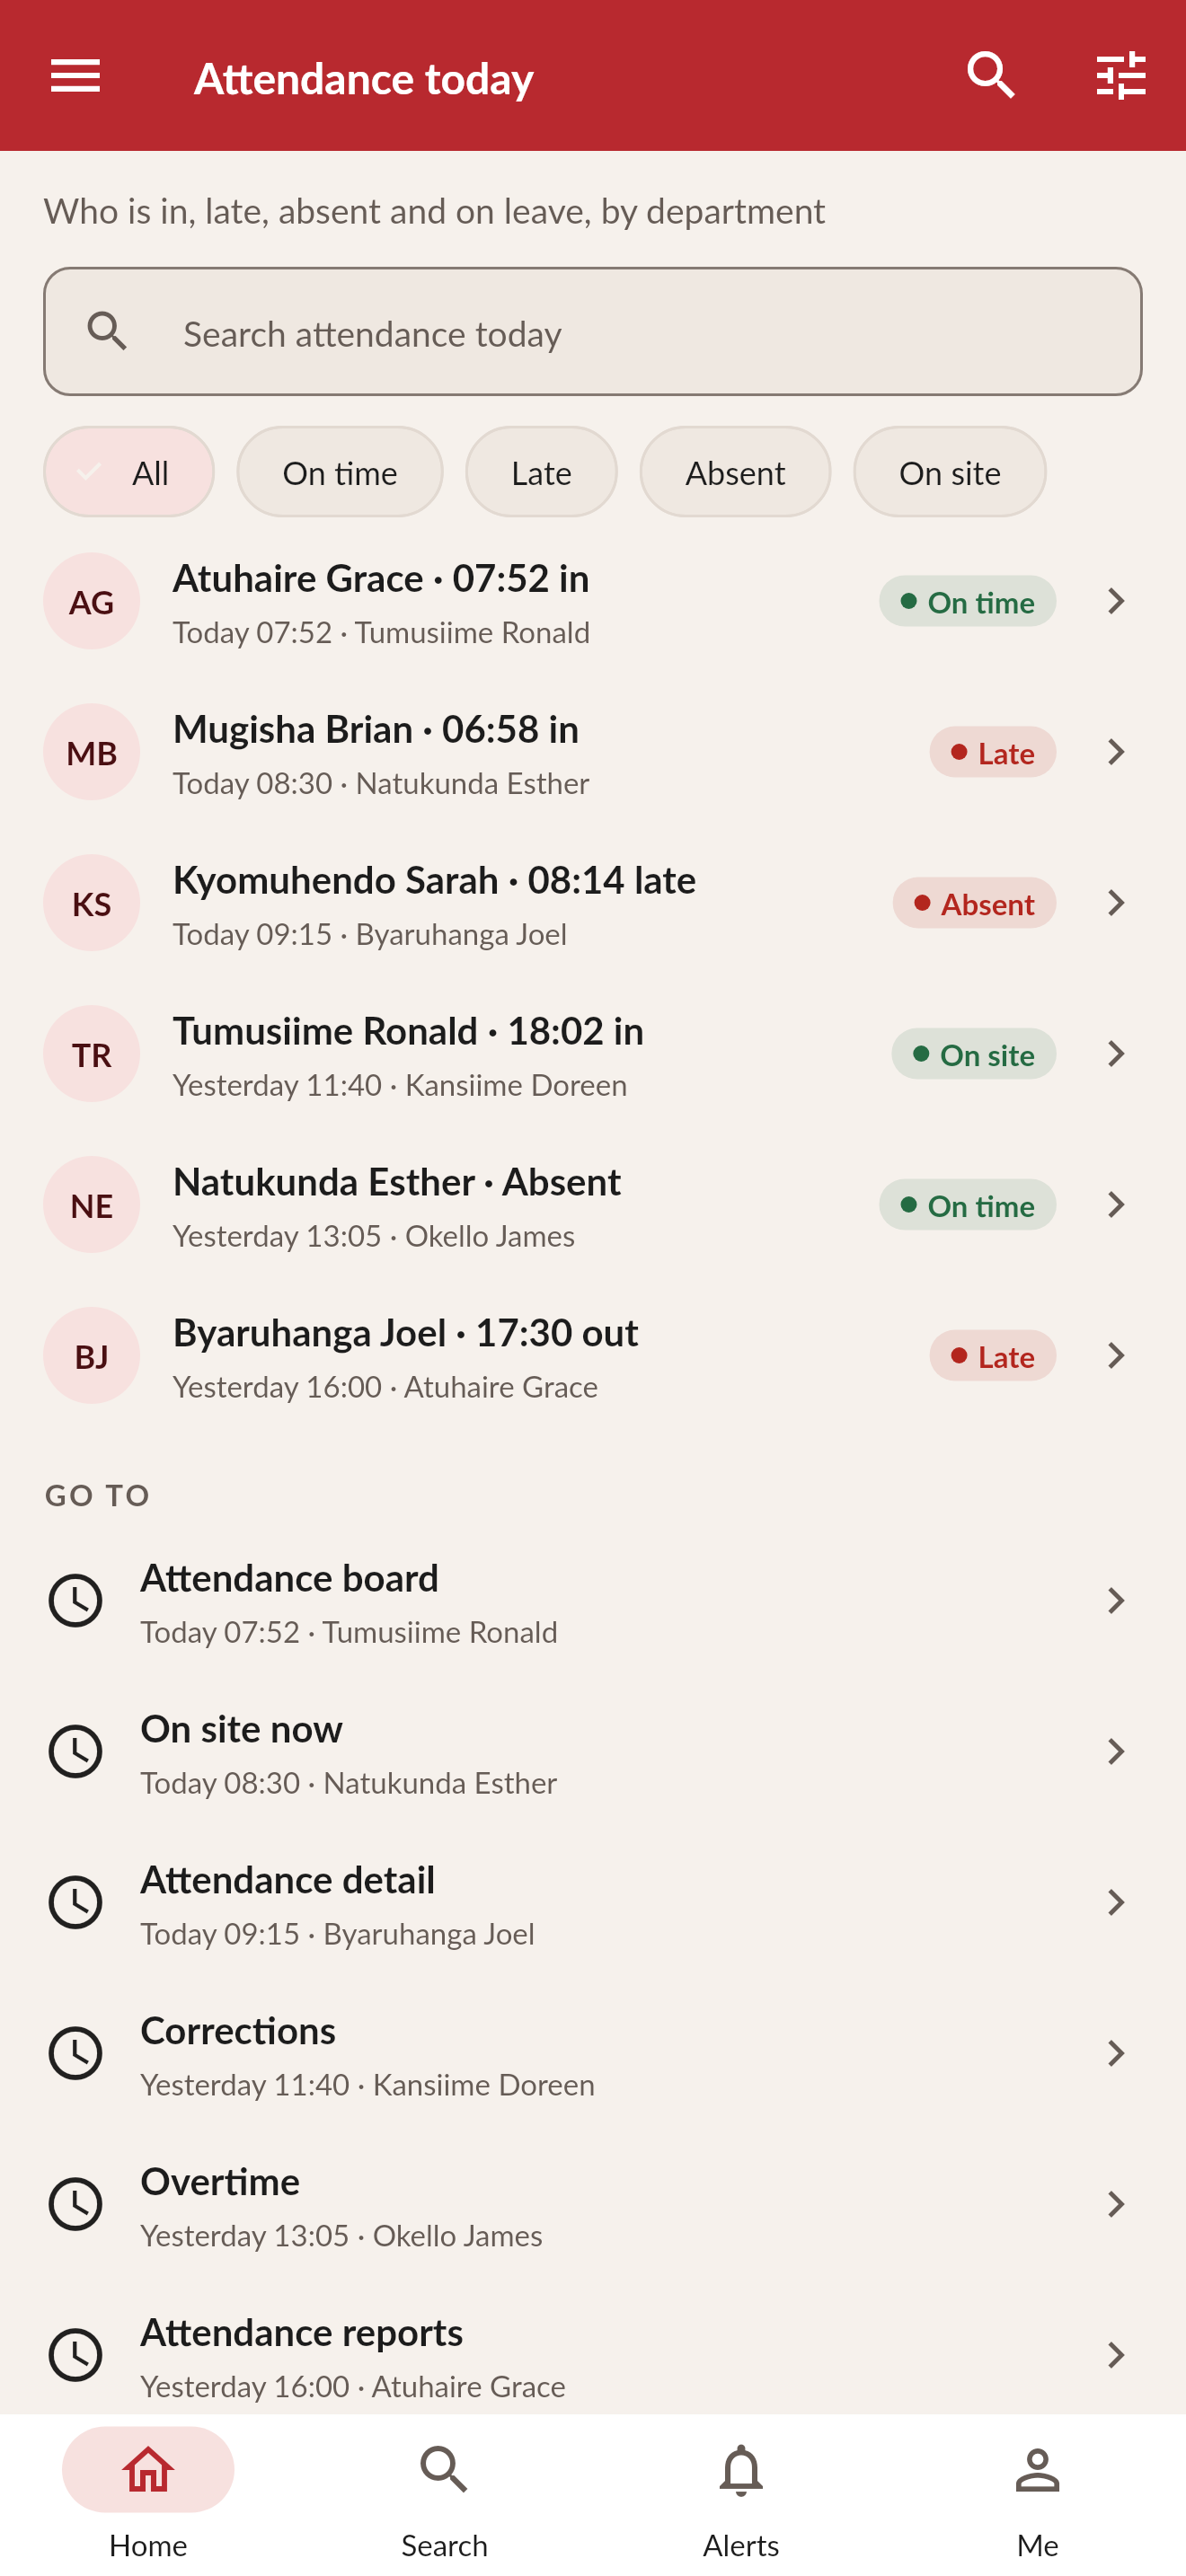 Attendance today
Who is in, late, absent and on leave, by department
Search attendance today
All
On time
Late
Absent
On site
AG
Atuhaire Grace · 07:52 in
Today 07:52 · Tumusiime Ronald
On time
MB
Mugisha Brian · 06:58 in
Today 08:30 · Natukunda Esther
Late
KS
Kyomuhendo Sarah · 08:14 late
Today 09:15 · Byaruhanga Joel
Absent
TR
Tumusiime Ronald · 18:02 in
Yesterday 11:40 · Kansiime Doreen
On site
NE
Natukunda Esther · Absent
Yesterday 13:05 · Okello James
On time
BJ
Byaruhanga Joel · 17:30 out
Yesterday 16:00 · Atuhaire Grace
Late
GO TO
Attendance board
Today 07:52 · Tumusiime Ronald
On site now
Today 08:30 · Natukunda Esther
Attendance detail
Today 09:15 · Byaruhanga Joel
Corrections
Yesterday 11:40 · Kansiime Doreen
Overtime
Yesterday 13:05 · Okello James
Attendance reports
Yesterday 16:00 · Atuhaire Grace
Home
Search
Alerts
Me